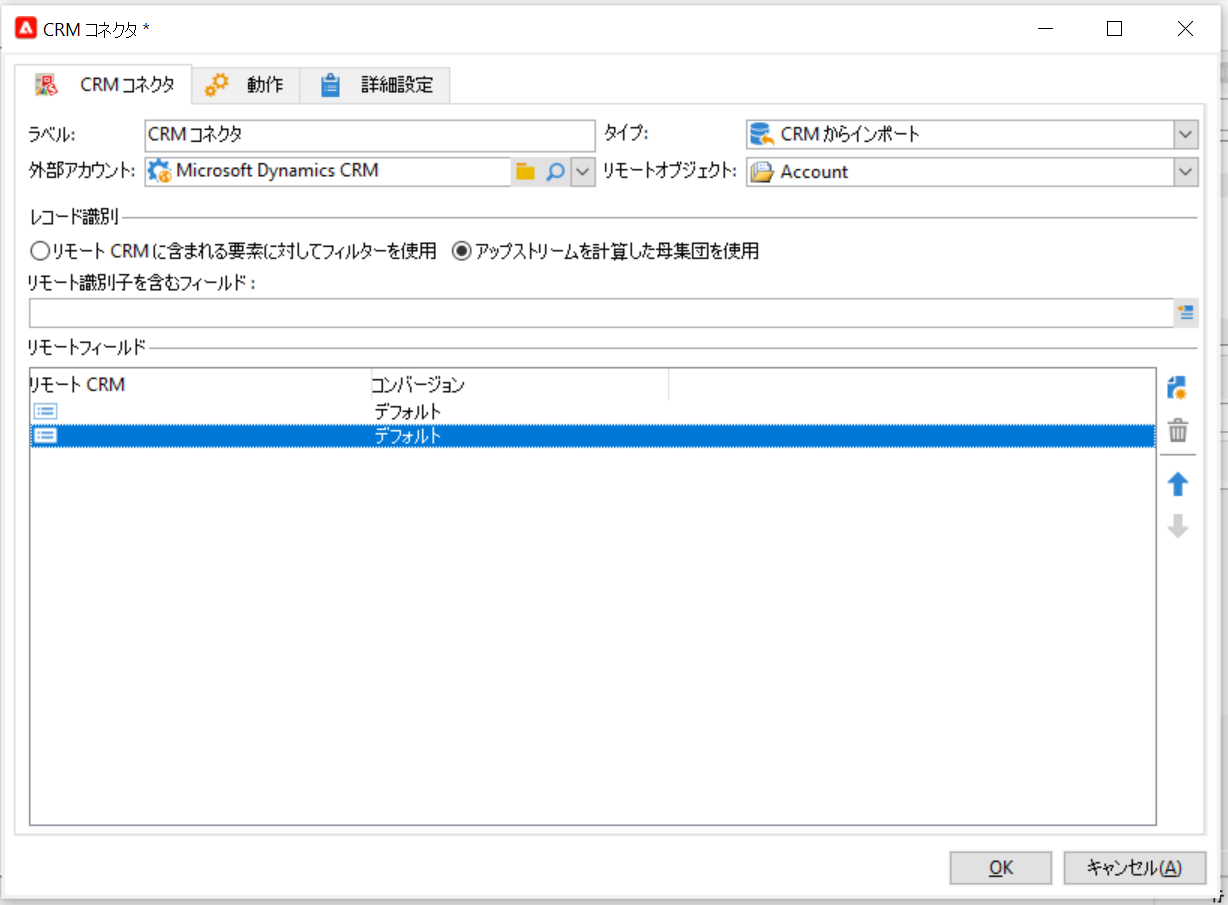 CRM コネクタ *
CRM コネクタ 動作 詳細設定
ラベル: CRM コネクタ タイプ: CRM からインポート
外部アカウント: Microsoft Dynamics CRM リモートオブジェクト: Account
レコード識別
リモート CRM に含まれる要素に対してフィルターを使用 アップストリームを計算した母集団を使用
リモート識別子を含むフィールド :
リモートフィールド
リモート CRM コンバージョン
デフォルト
デフォルト
OK キャンセル(A)